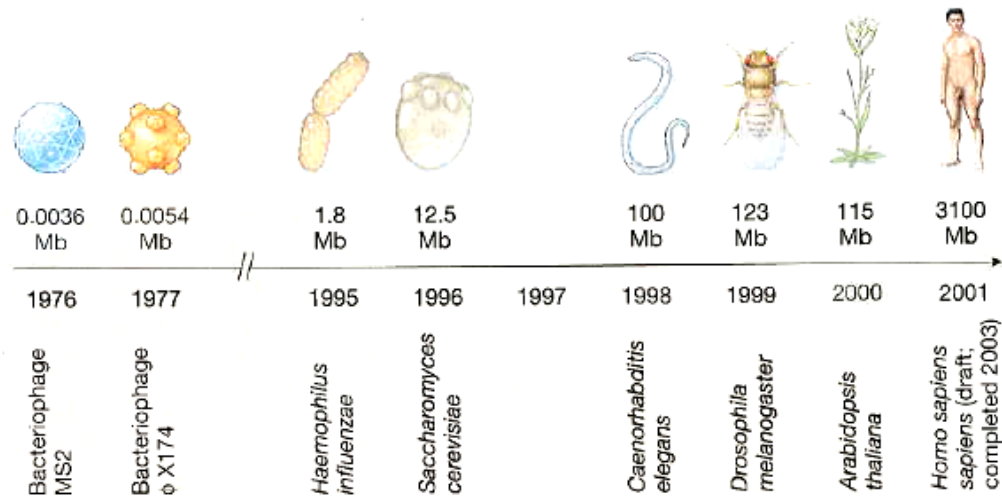 0.0036 Mb
0.0054 Mb
1.8 Mb
12.5 Mb
100 Mb
123 Mb
115 Mb
3100 Mb
1976
1977
1995
1996
1997
1998
1999
2000
2001
Bacteriophage
MS2
Bacteriophage
ϕ X174
Haemophilus
influenzae
Saccharomyces
cerevisiae
Caenorhabditis
elegans
Drosophila
melanogaster
Arabidopsis
thaliana
Homo sapiens
sapiens (draft;
completed 2003)